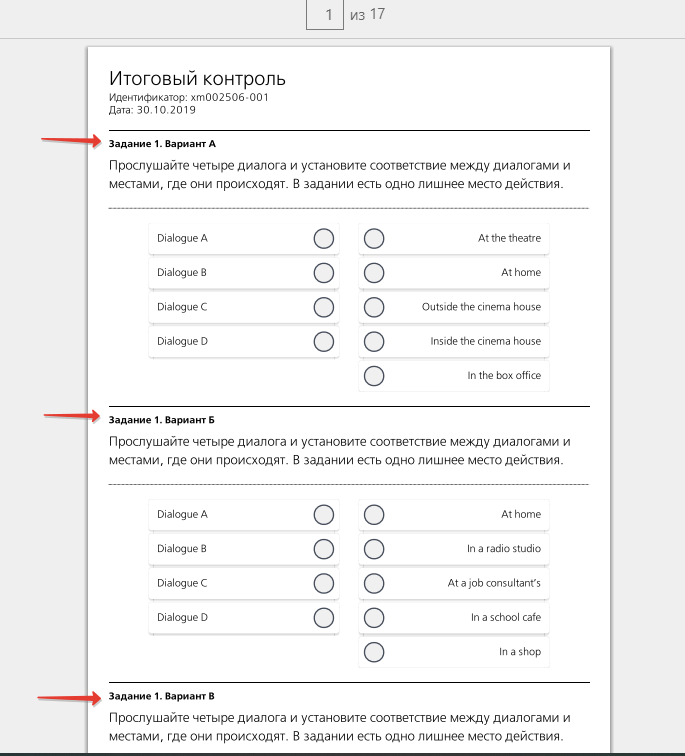 1 из 17
Итоговый контроль
Идентификатор: xm002506-001
Дата: 30.10.2019
Задание 1. Вариант А
Прослушайте четыре диалога и установите соответствие между диалогами и
местами, где они происходят. В задании есть одно лишнее место действия.
Dialogue A At the theatre
Dialogue B At home
Dialogue C Outside the cinema house
Dialogue D Inside the cinema house
In the box office
Задание 1. Вариант Б
Прослушайте четыре диалога и установите соответствие между диалогами и
местами, где они происходят. В задании есть одно лишнее место действия.
Dialogue A At home
Dialogue B In a radio studio
Dialogue C At a job consultant's
Dialogue D In a school cafe
In a shop
Задание 1. Вариант В
Прослушайте четыре диалога и установите соответствие между диалогами и
местами, где они происходят. В задании есть одно лишнее место действия.